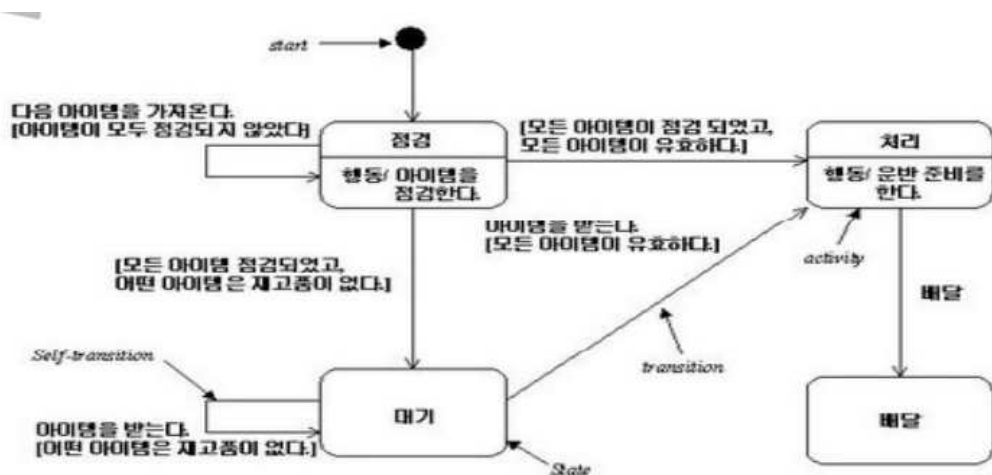 start
다음 아이템을 가져온다.
[아이템이 모두 점검되지 않았다]
점검
행동/ 아이템을
점검한다.
[모든 아이템이 점검 되었고,
모든 아이템이 유효하다.]
처리
행동/ 운반 준비를
한다.
아이템을 받는다.
[모든 아이템이 유효하다.]
activity
[모든 아이템 점검되었고,
어떤 아이템은 재고품이 없다.]
배달
Self-transition
transition
대기
배달
아이템을 받는다.
[어떤 아이템은 재고품이 없다.]
State